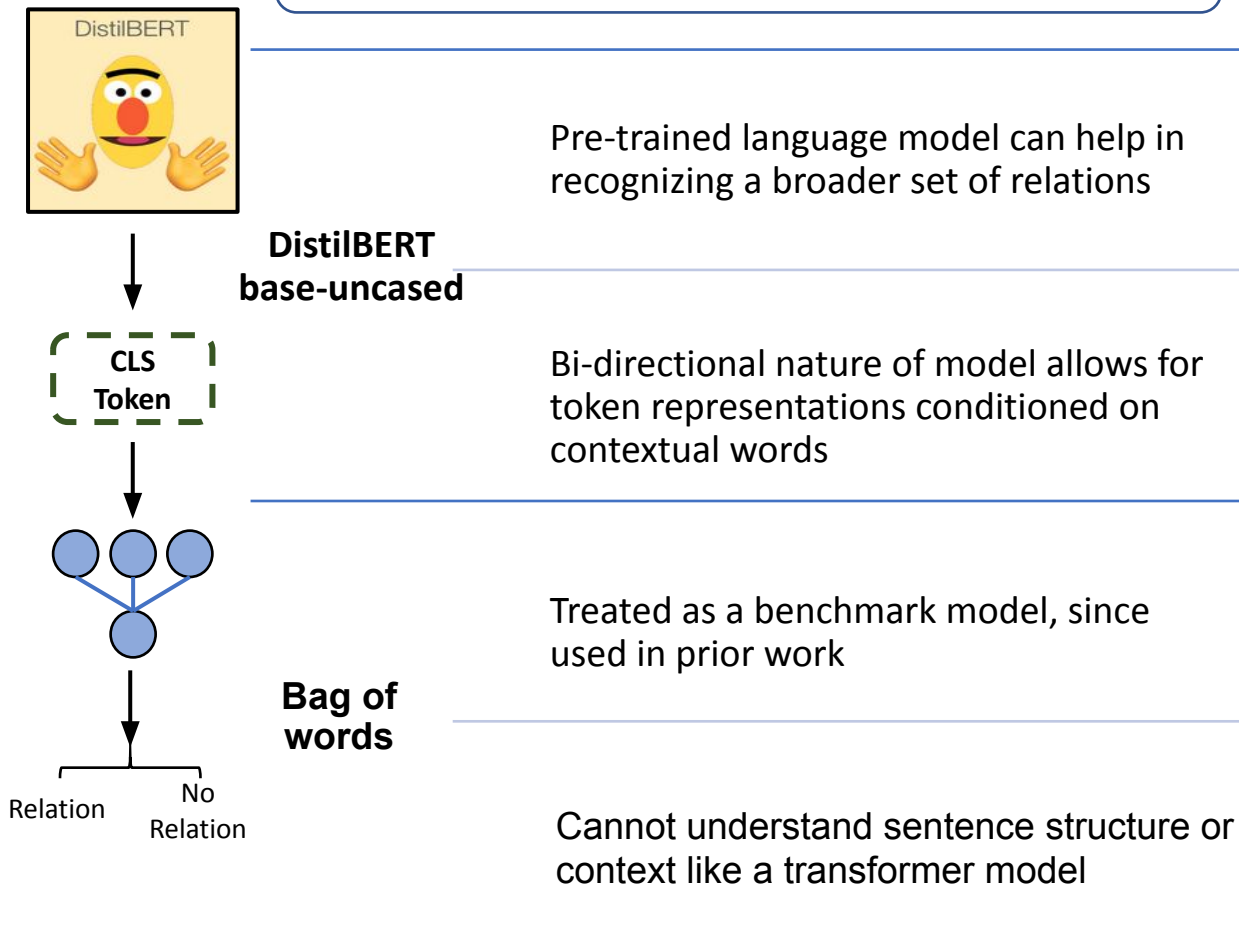 DistilBERT
CLS
Token
Relation
No
Relation
DistilBERT
base-uncased
Pre-trained language model can help in
recognizing a broader set of relations
Bi-directional nature of model allows for
token representations conditioned on
contextual words
Bag of
words
Treated as a benchmark model, since
used in prior work
Cannot understand sentence structure or
context like a transformer model